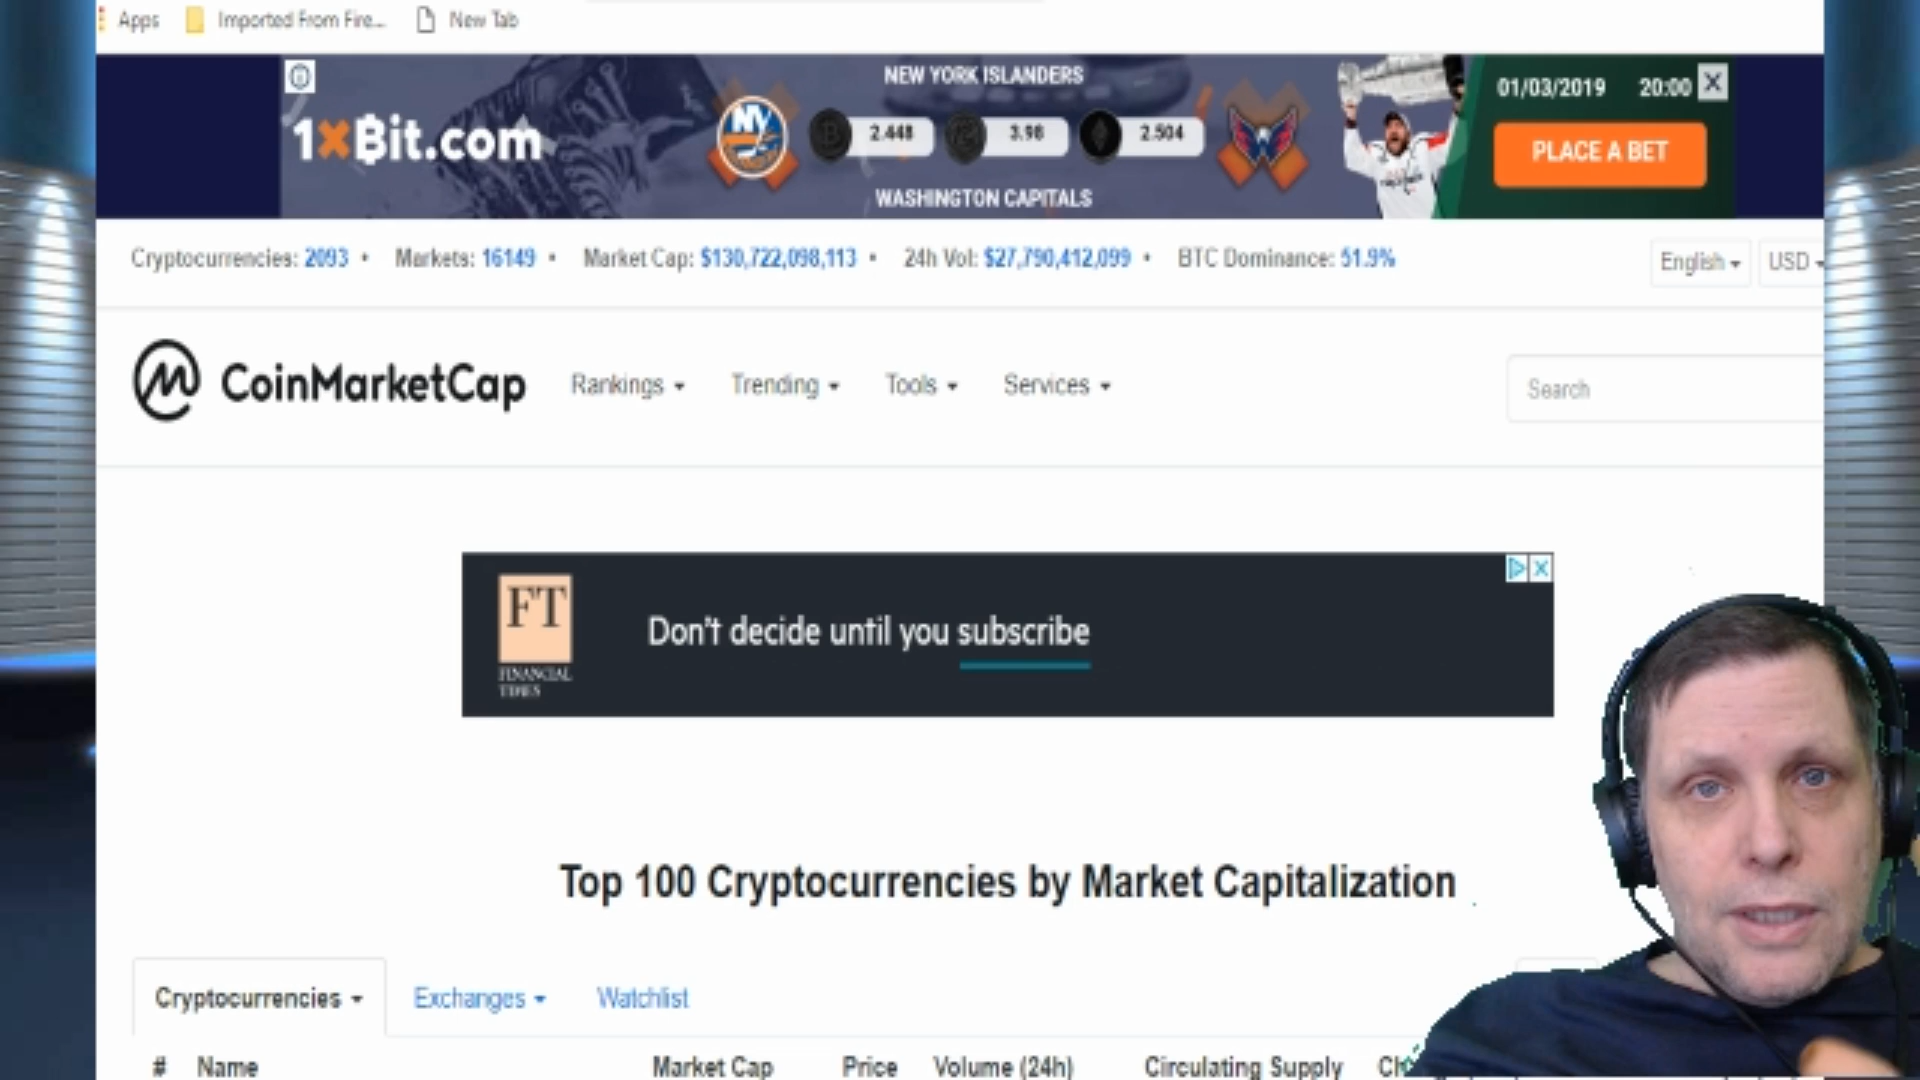 Apps Imported From Fire... New Tab
NEW YORK ISLANDERS
01/03/2019 20:00
1xBit.com
NY
2.448 3.98 2.504
PLACE A BET
WASHINGTON CAPITALS
Cryptocurrencies: 2093 • Markets: 16149 • Market Cap: $130,722,098,113 • 24h Vol: $27,790,412,099 • BTC Dominance: 51.9%
English USD
CoinMarketCap Rankings Trending Tools Services
Search
FT
FINANCIAL
TIMES
Don't decide until you subscribe
Top 100 Cryptocurrencies by Market Capitalization
Cryptocurrencies Exchanges Watchlist
# Name Market Cap Price Volume (24h) Circulating Supply